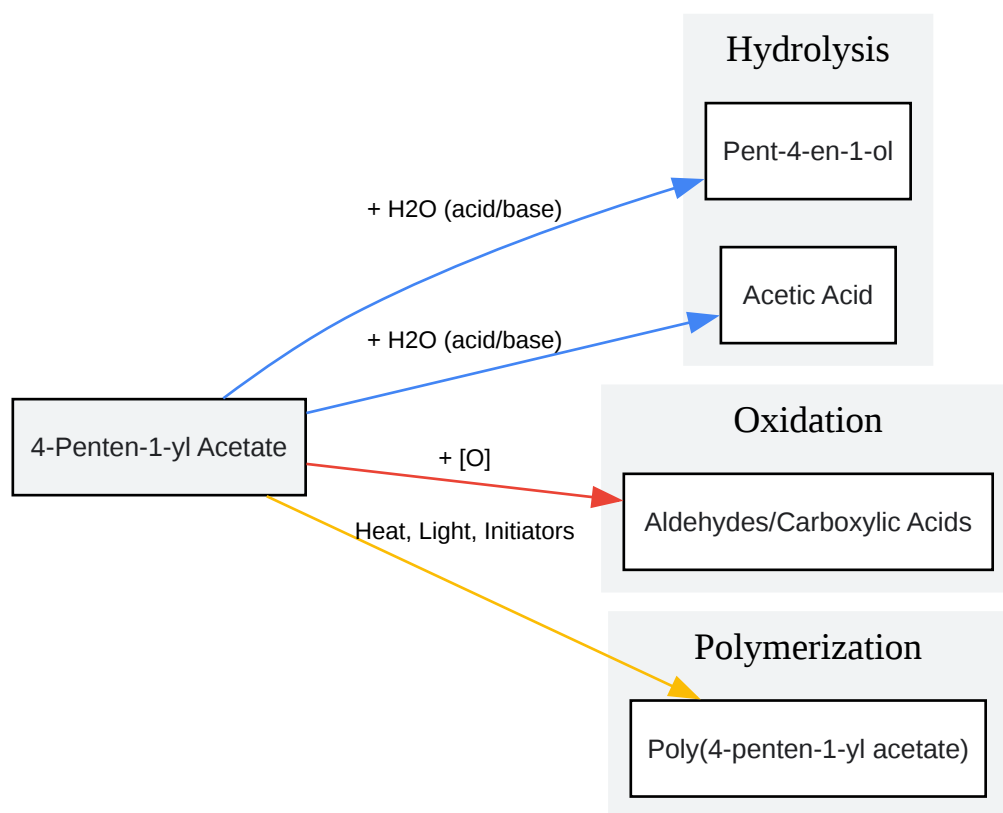 Hydrolysis
Pent-4-en-1-ol
+ H2O (acid/base)
Acetic Acid
+ H2O (acid/base)
4-Penten-1-yl Acetate
Oxidation
+ [O]
Aldehydes/Carboxylic Acids
Heat, Light, Initiators
Polymerization
Poly(4-penten-1-yl acetate)